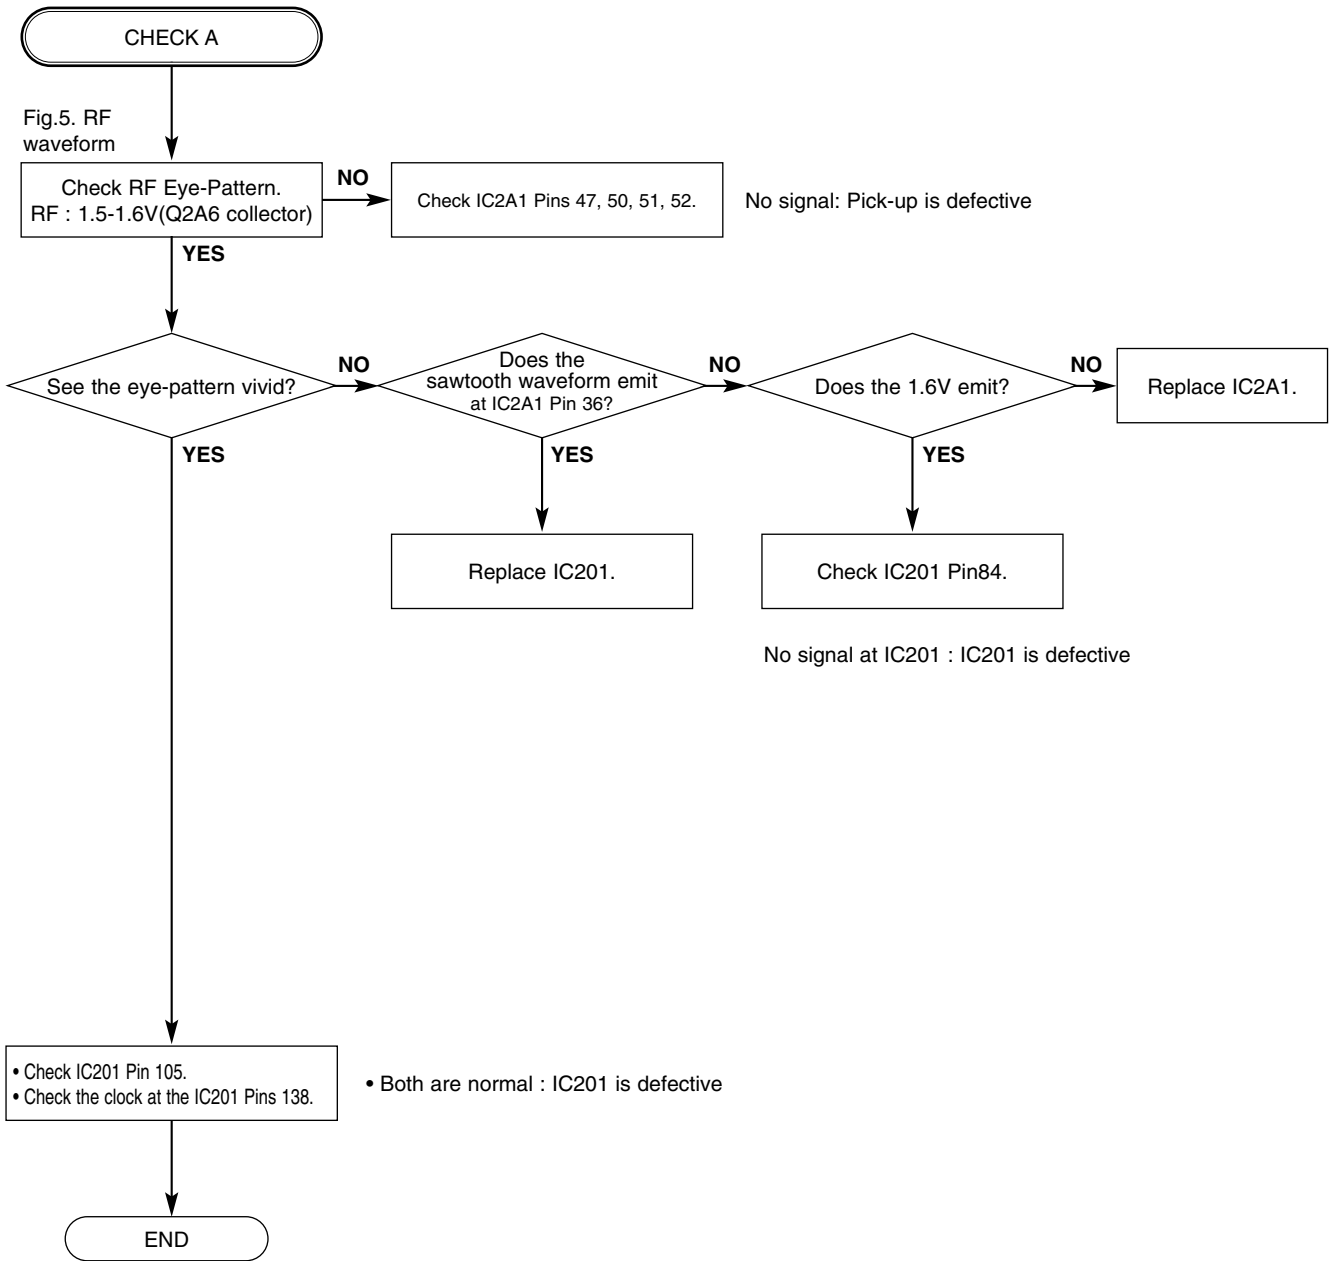 CHECK A
Fig.5. RF
waveform
Check RF Eye-Pattern.
RF : 1.5-1.6V(Q2A6 collector)
NO
Check IC2A1 Pins 47, 50, 51, 52.
No signal: Pick-up is defective
YES
See the eye-pattern vivid?
NO
Does the
sawtooth waveform emit
at IC2A1 Pin 36?
NO
Does the 1.6V emit?
NO
Replace IC2A1.
YES
YES
YES
Replace IC201.
Check IC201 Pin84.
No signal at IC201 : IC201 is defective
• Check IC201 Pin 105.
• Check the clock at the IC201 Pins 138.
• Both are normal : IC201 is defective
END